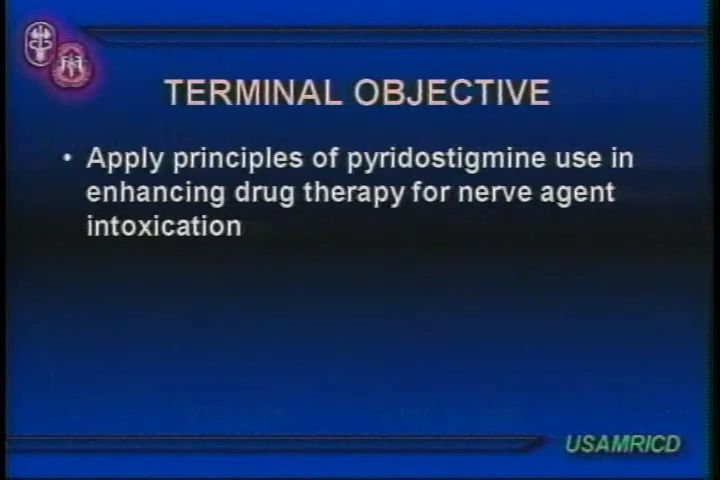 TERMINAL OBJECTIVE
• Apply principles of pyridostigmine use in
enhancing drug therapy for nerve agent
intoxication
USAMRICD